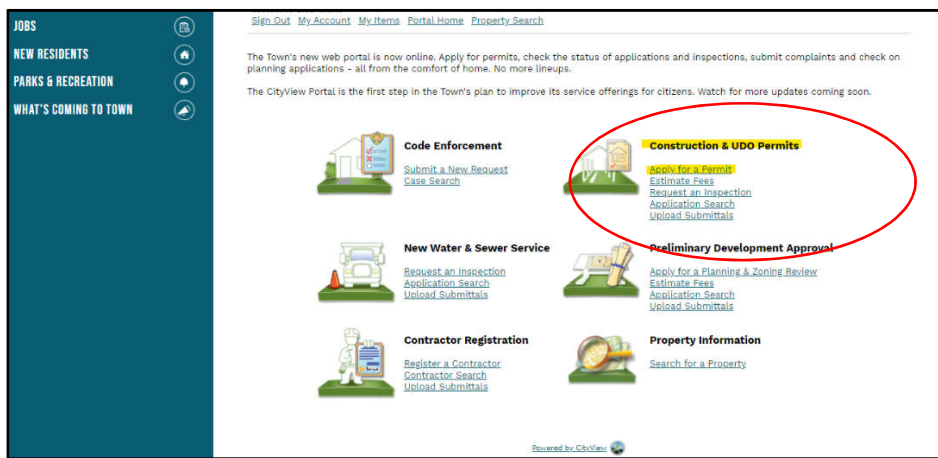 JOBS
NEW RESIDENTS
PARKS & RECREATION
WHAT'S COMING TO TOWN
Sign Out My Account My Items Portal Home Property Search
The Town's new web portal is now online. Apply for permits, check the status of applications and inspections, submit complaints and check on
planning applications - all from the comfort of home. No more lineups.
The CityView Portal is the first step in the Town's plan to improve its service offerings for citizens. Watch for more updates coming soon.
Code Enforcement
Submit a New Request
Case Search
Construction & UDO Permits
Apply for a Permit
Estimate Fees
Request an Inspection
Application Search
Upload Submittals
New Water & Sewer Service
Request an Inspection
Application Search
Upload Submittals
Preliminary Development Approval
Apply for a Planning & Zoning Review
Estimate Fees
Application Search
Upload Submittals
Contractor Registration
Register a Contractor
Contractor Search
Upload Submittals
Property Information
Search for a Property
Powered by CityView